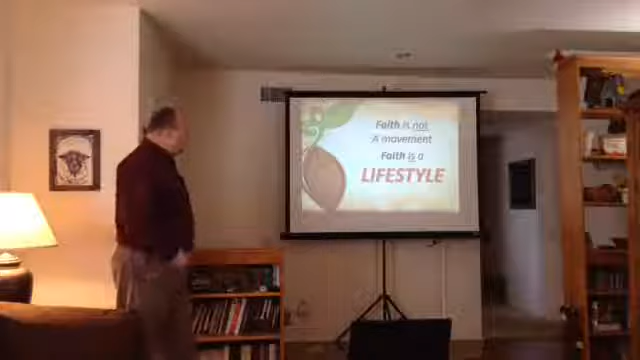 Faith is not
A movement
Faith is a
LIFESTYLE